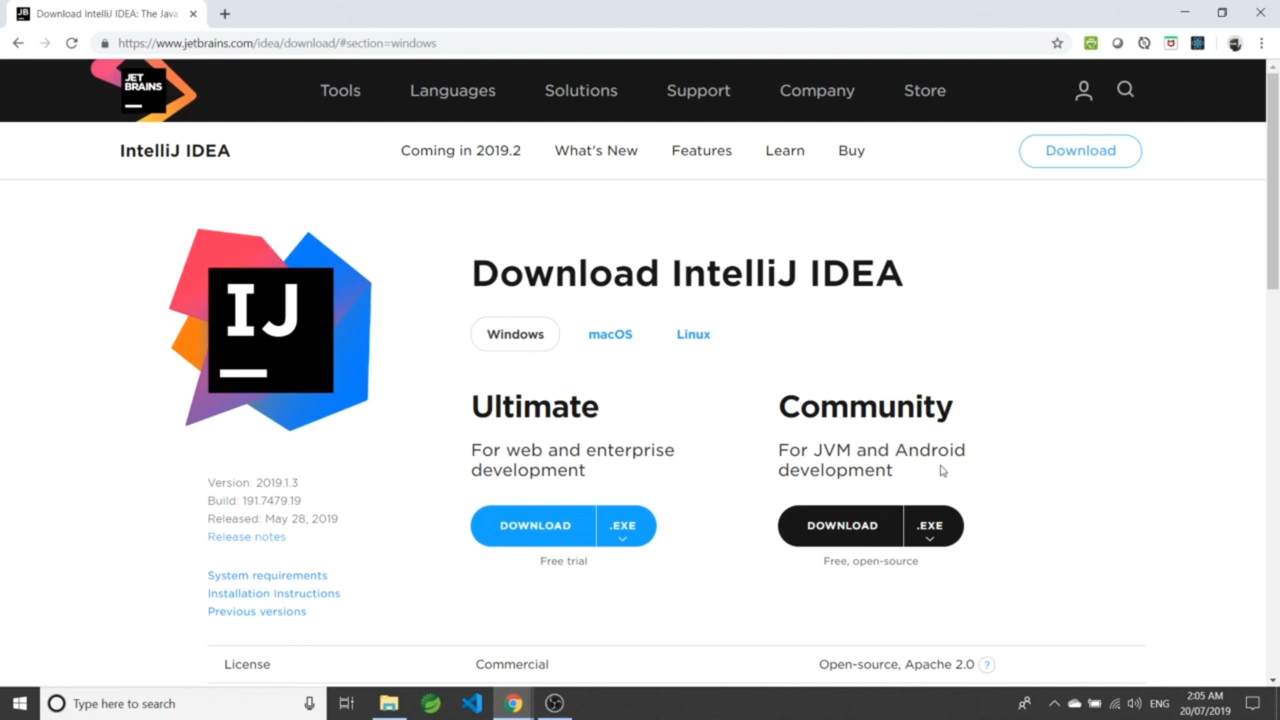 Download IntelliJ IDEA: The Java
https://www.jetbrains.com/idea/download/#section=windows
JET
BRAINS
Tools Languages Solutions Support Company Store
IntelliJ IDEA Coming in 2019.2 What's New Features Learn Buy Download
IJ
Download IntelliJ IDEA
Windows macOS Linux
Ultimate
For web and enterprise
development
DOWNLOAD .EXE
Free trial
Community
For JVM and Android
development
DOWNLOAD .EXE
Free, open-source
Version: 2019.1.3
Build: 191.7479.19
Released: May 28, 2019
Release notes
System requirements
Installation Instructions
Previous versions
License Commercial Open-source, Apache 2.0 ?
Type here to search
ENG
2:05 AM
20/07/2019